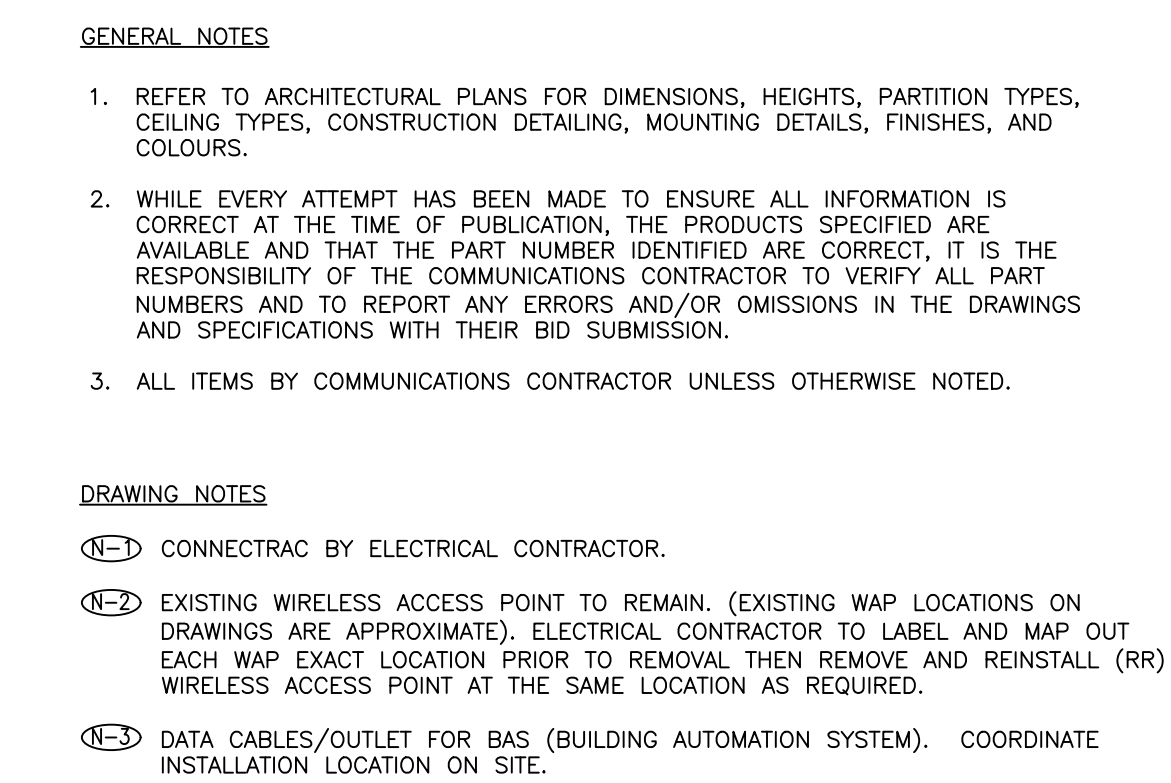 GENERAL NOTES
1. REFER TO ARCHITECTURAL PLANS FOR DIMENSIONS, HEIGHTS, PARTITION TYPES,
CEILING TYPES, CONSTRUCTION DETAILING, MOUNTING DETAILS, FINISHES, AND
COLOURS.
2. WHILE EVERY ATTEMPT HAS BEEN MADE TO ENSURE ALL INFORMATION IS
CORRECT AT THE TIME OF PUBLICATION, THE PRODUCTS SPECIFIED ARE
AVAILABLE AND THAT THE PART NUMBER IDENTIFIED ARE CORRECT, IT IS THE
RESPONSIBILITY OF THE COMMUNICATIONS CONTRACTOR TO VERIFY ALL PART
NUMBERS AND TO REPORT ANY ERRORS AND/OR OMISSIONS IN THE DRAWINGS
AND SPECIFICATIONS WITH THEIR BID SUBMISSION.
3. ALL ITEMS BY COMMUNICATIONS CONTRACTOR UNLESS OTHERWISE NOTED.
DRAWING NOTES
N-1 CONNECTRAC BY ELECTRICAL CONTRACTOR.
N-2 EXISTING WIRELESS ACCESS POINT TO REMAIN. (EXISTING WAP LOCATIONS ON
DRAWINGS ARE APPROXIMATE). ELECTRICAL CONTRACTOR TO LABEL AND MAP OUT
EACH WAP EXACT LOCATION PRIOR TO REMOVAL THEN REMOVE AND REINSTALL (RR)
WIRELESS ACCESS POINT AT THE SAME LOCATION AS REQUIRED.
N-3 DATA CABLES/OUTLET FOR BAS (BUILDING AUTOMATION SYSTEM). COORDINATE
INSTALLATION LOCATION ON SITE.